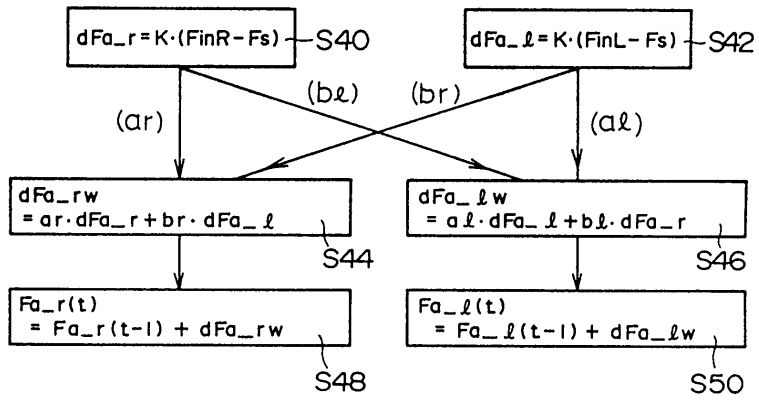 dFa_r=K·(FinR-Fs)
S40
dFa_ℓ=K·(FinL-Fs)
S42
(bℓ)
(br)
(ar)
(aℓ)
dFa_rw
=ar·dFa_r+br·dFa_ℓ
S44
dFa_ℓw
=aℓ·dFa_ℓ+bℓ·dFa_r
S46
Fa_r(t)
= Fa_r(t-1) + dFa_rw
S48
Fa_ℓ(t)
= Fa_ℓ(t-1) + dFa_ℓw
S50